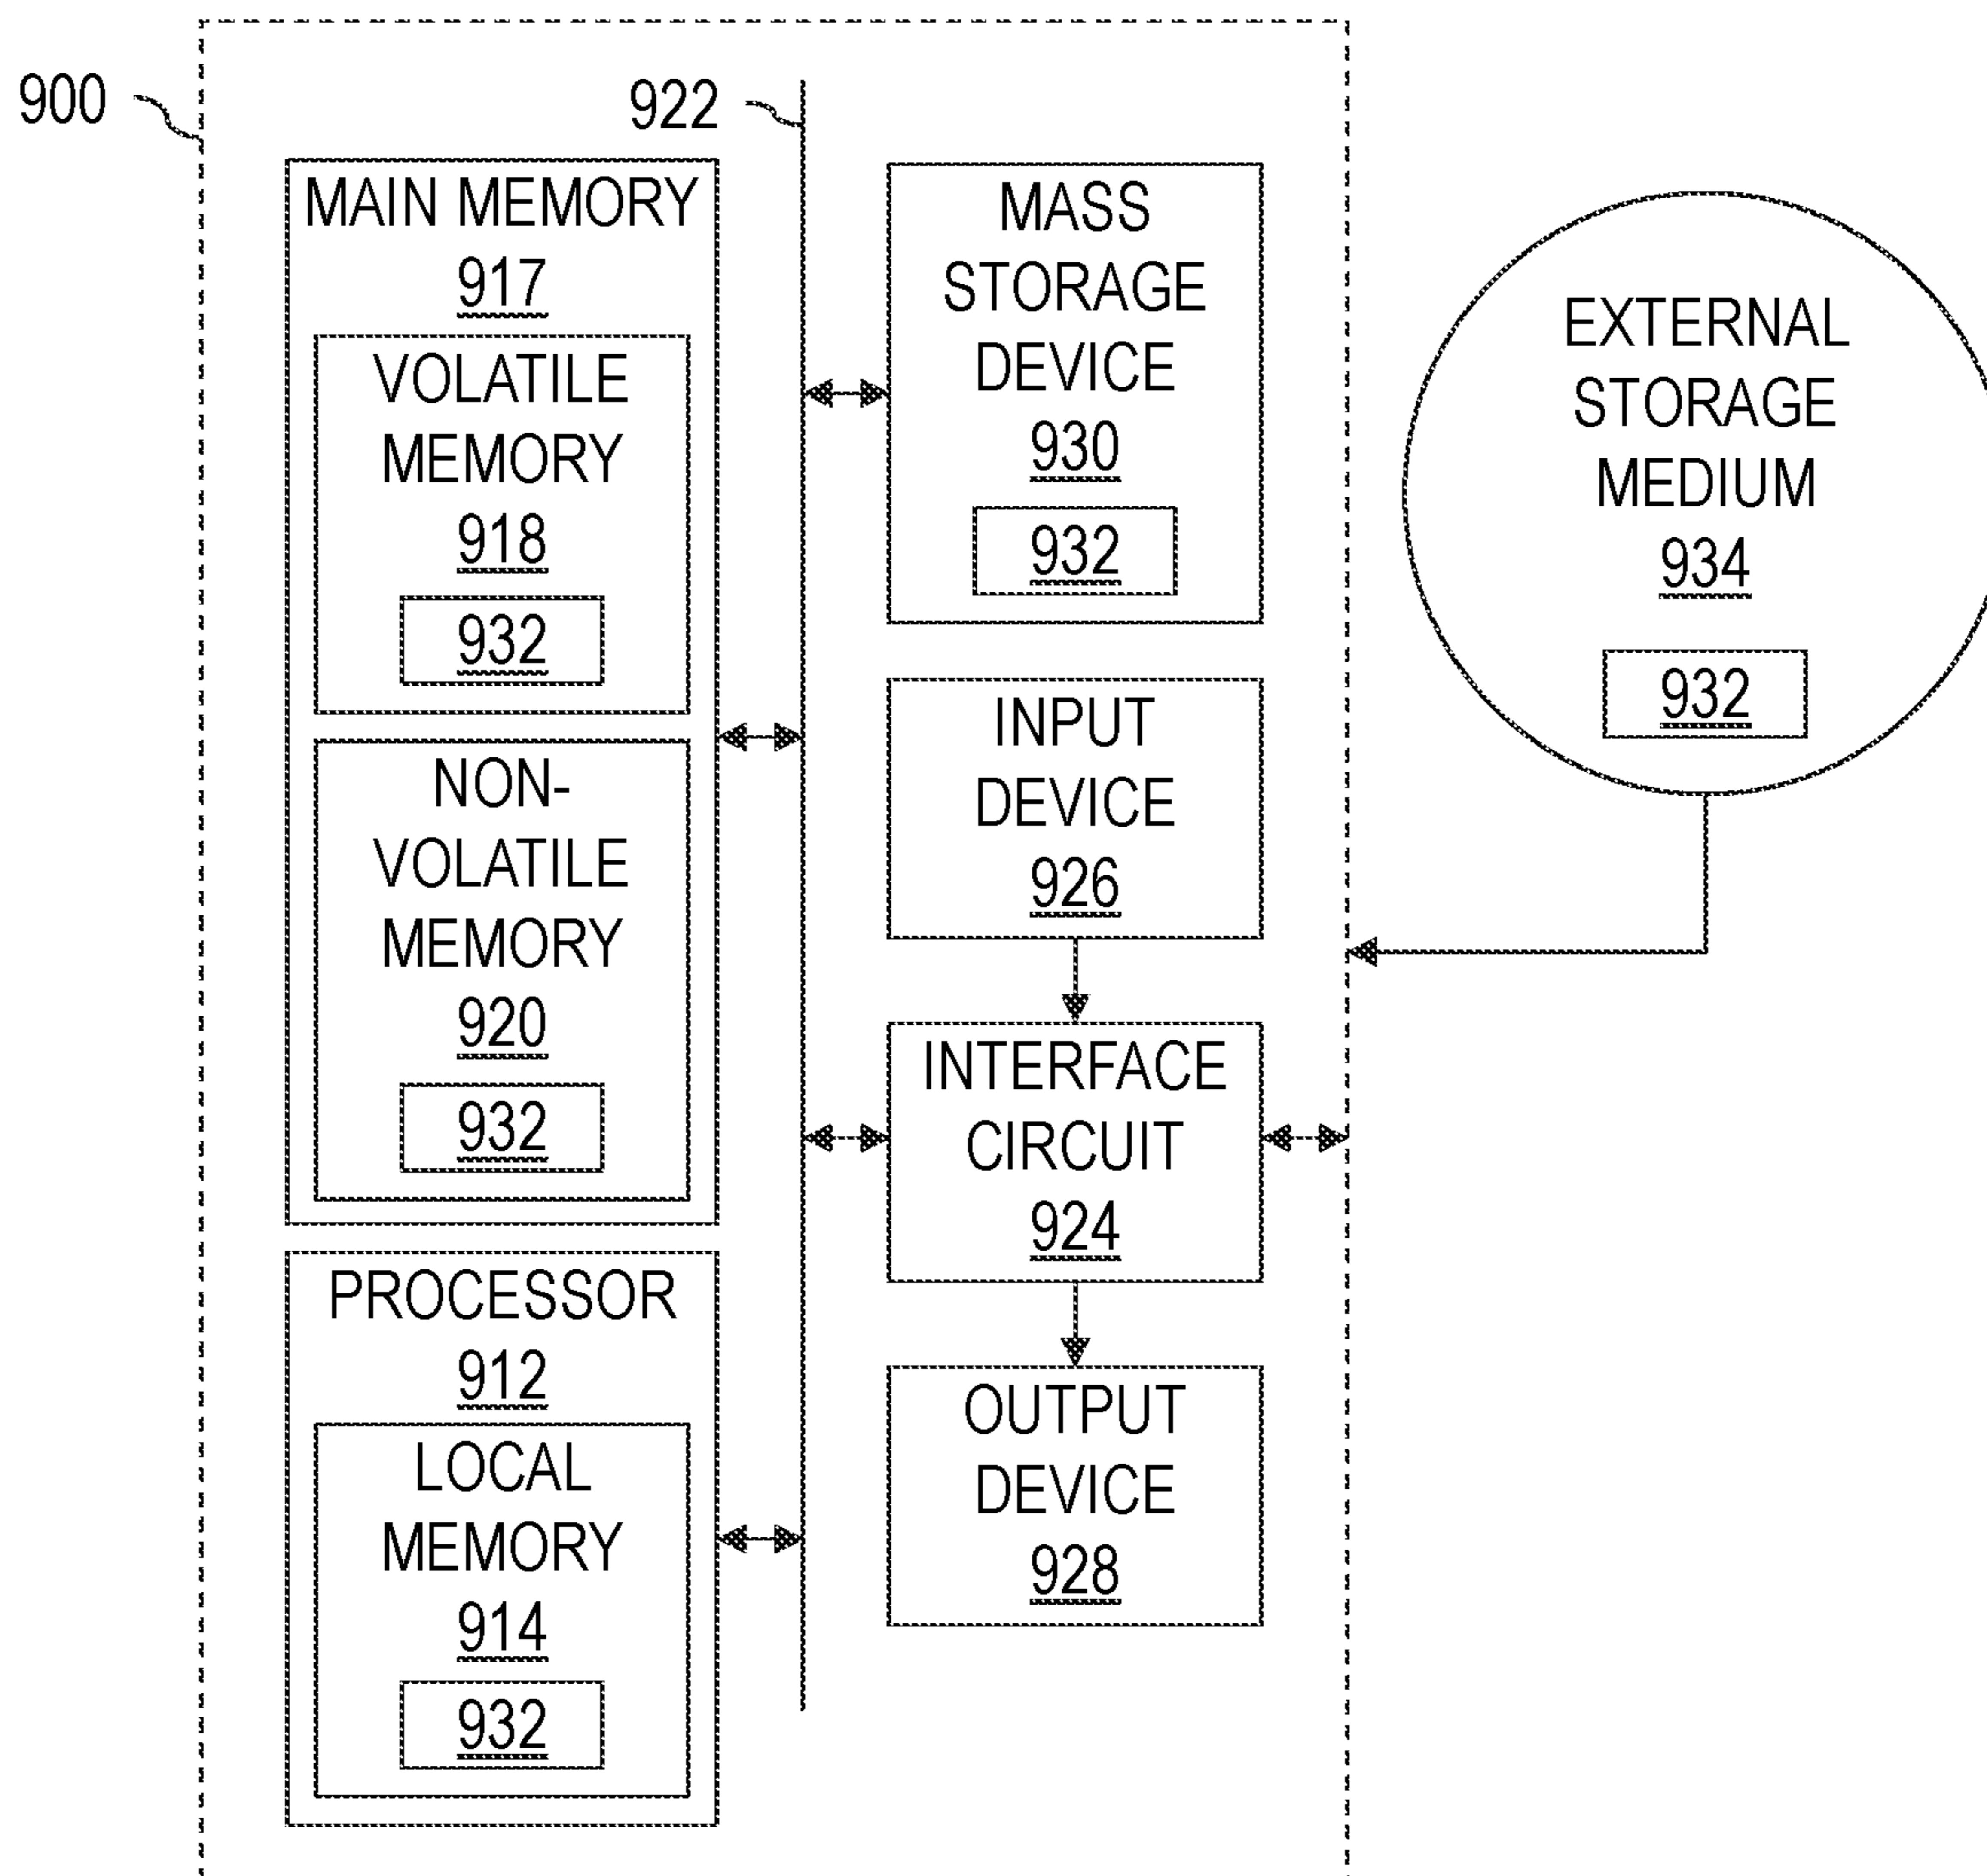 900
922
MAIN MEMORY
917
VOLATILE
MEMORY
918
932
NON-
VOLATILE
MEMORY
920
932
PROCESSOR
912
LOCAL
MEMORY
914
932
MASS
STORAGE
DEVICE
930
932
INPUT
DEVICE
926
INTERFACE
CIRCUIT
924
OUTPUT
DEVICE
928
EXTERNAL
STORAGE
MEDIUM
934
932